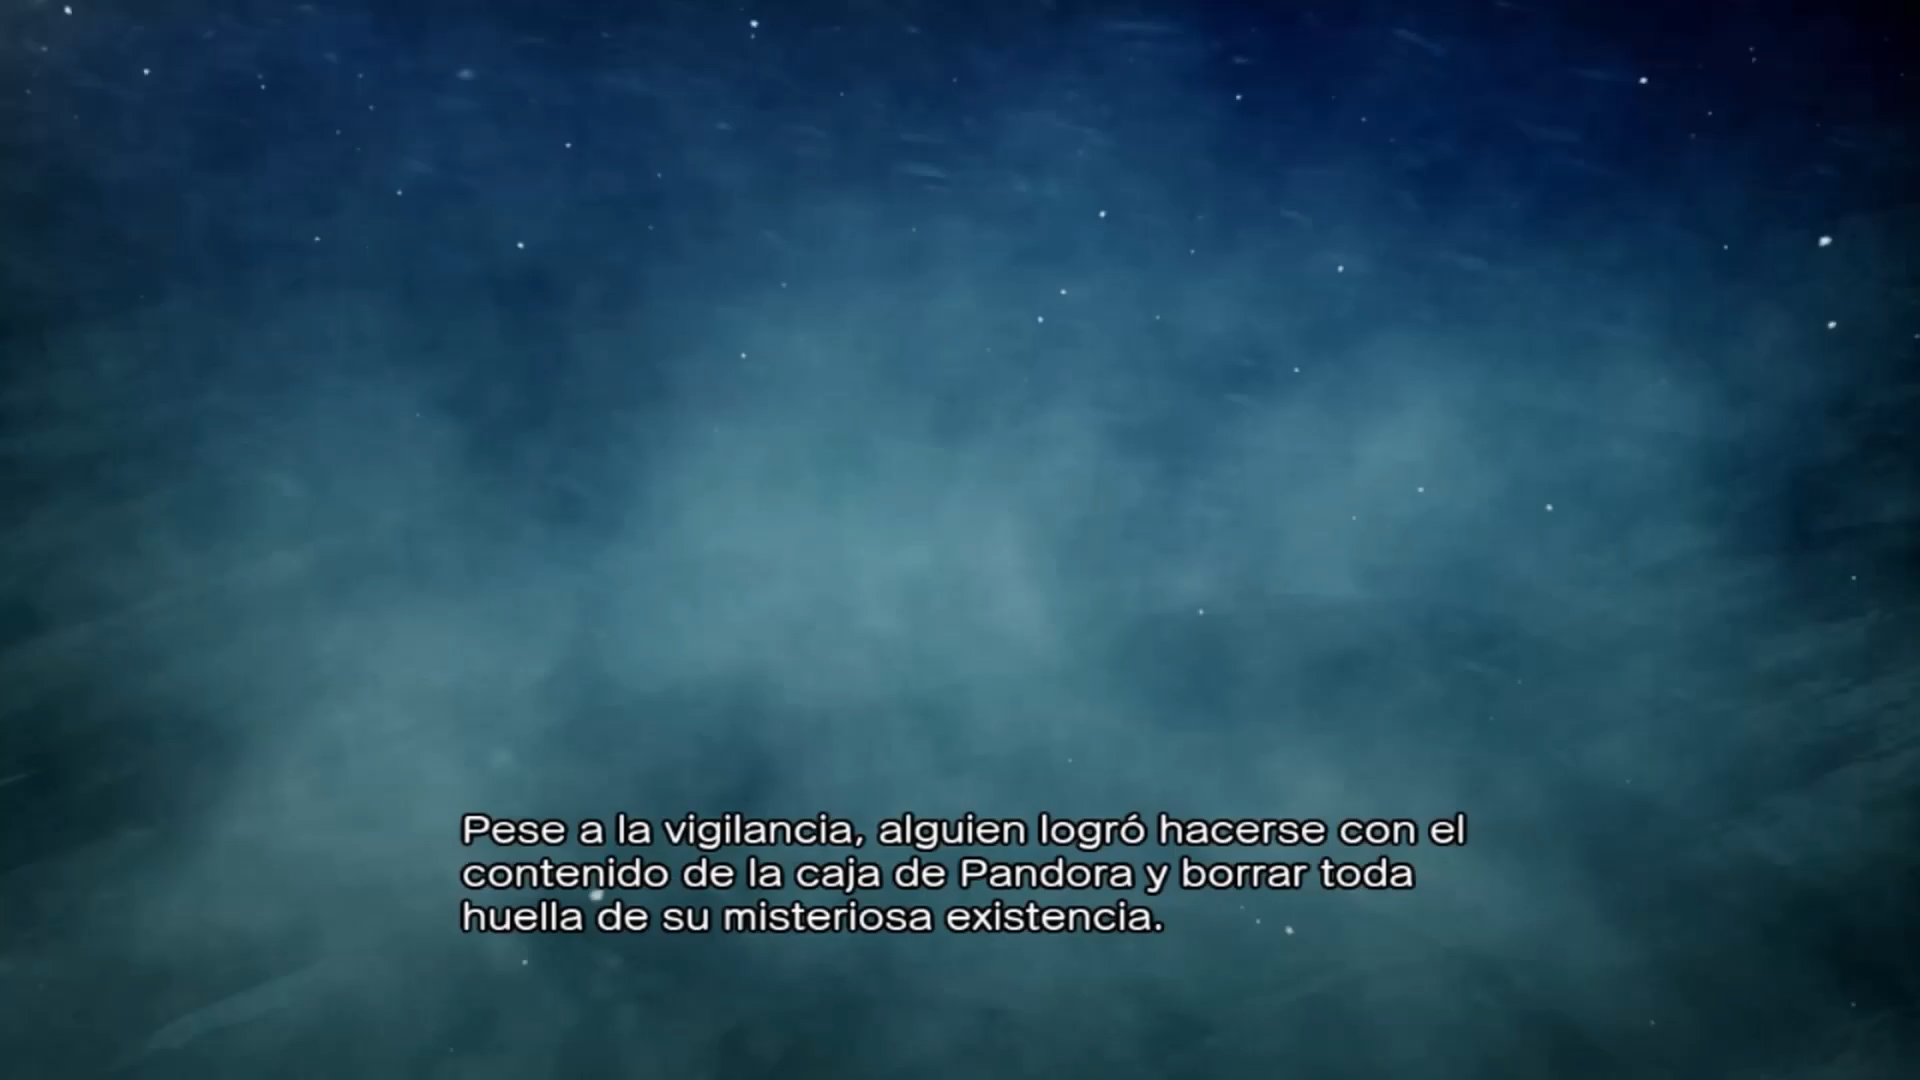 Pese a la vigilancia, alguien logró hacerse con el
contenido de la caja de Pandora y borrar toda
huella de su misteriosa existencia.